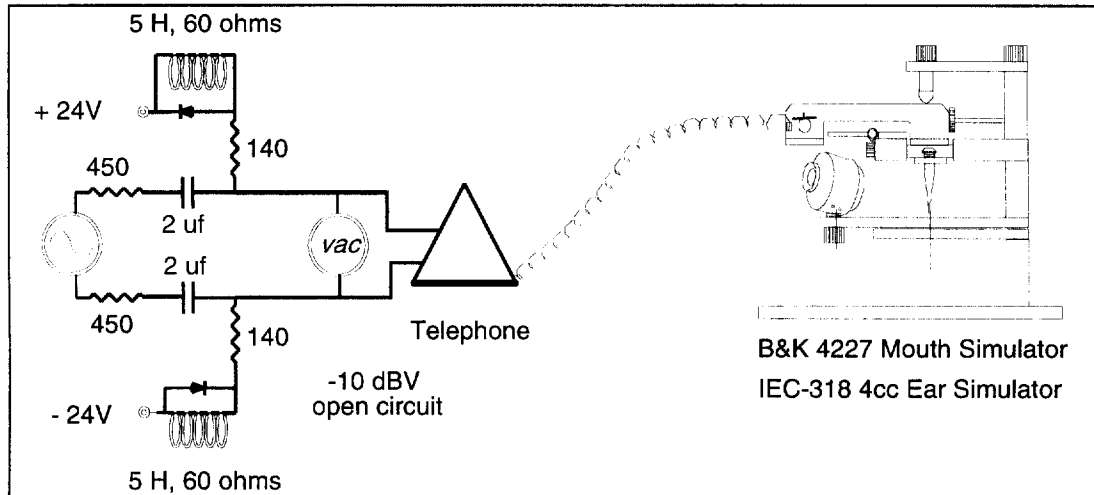 5 H, 60 ohms
+ 24V
140
450
2 uf
vac
2 uf
450
140
Telephone
-10 dBV
open circuit
- 24V
5 H, 60 ohms
B&K 4227 Mouth Simulator
IEC-318 4cc Ear Simulator